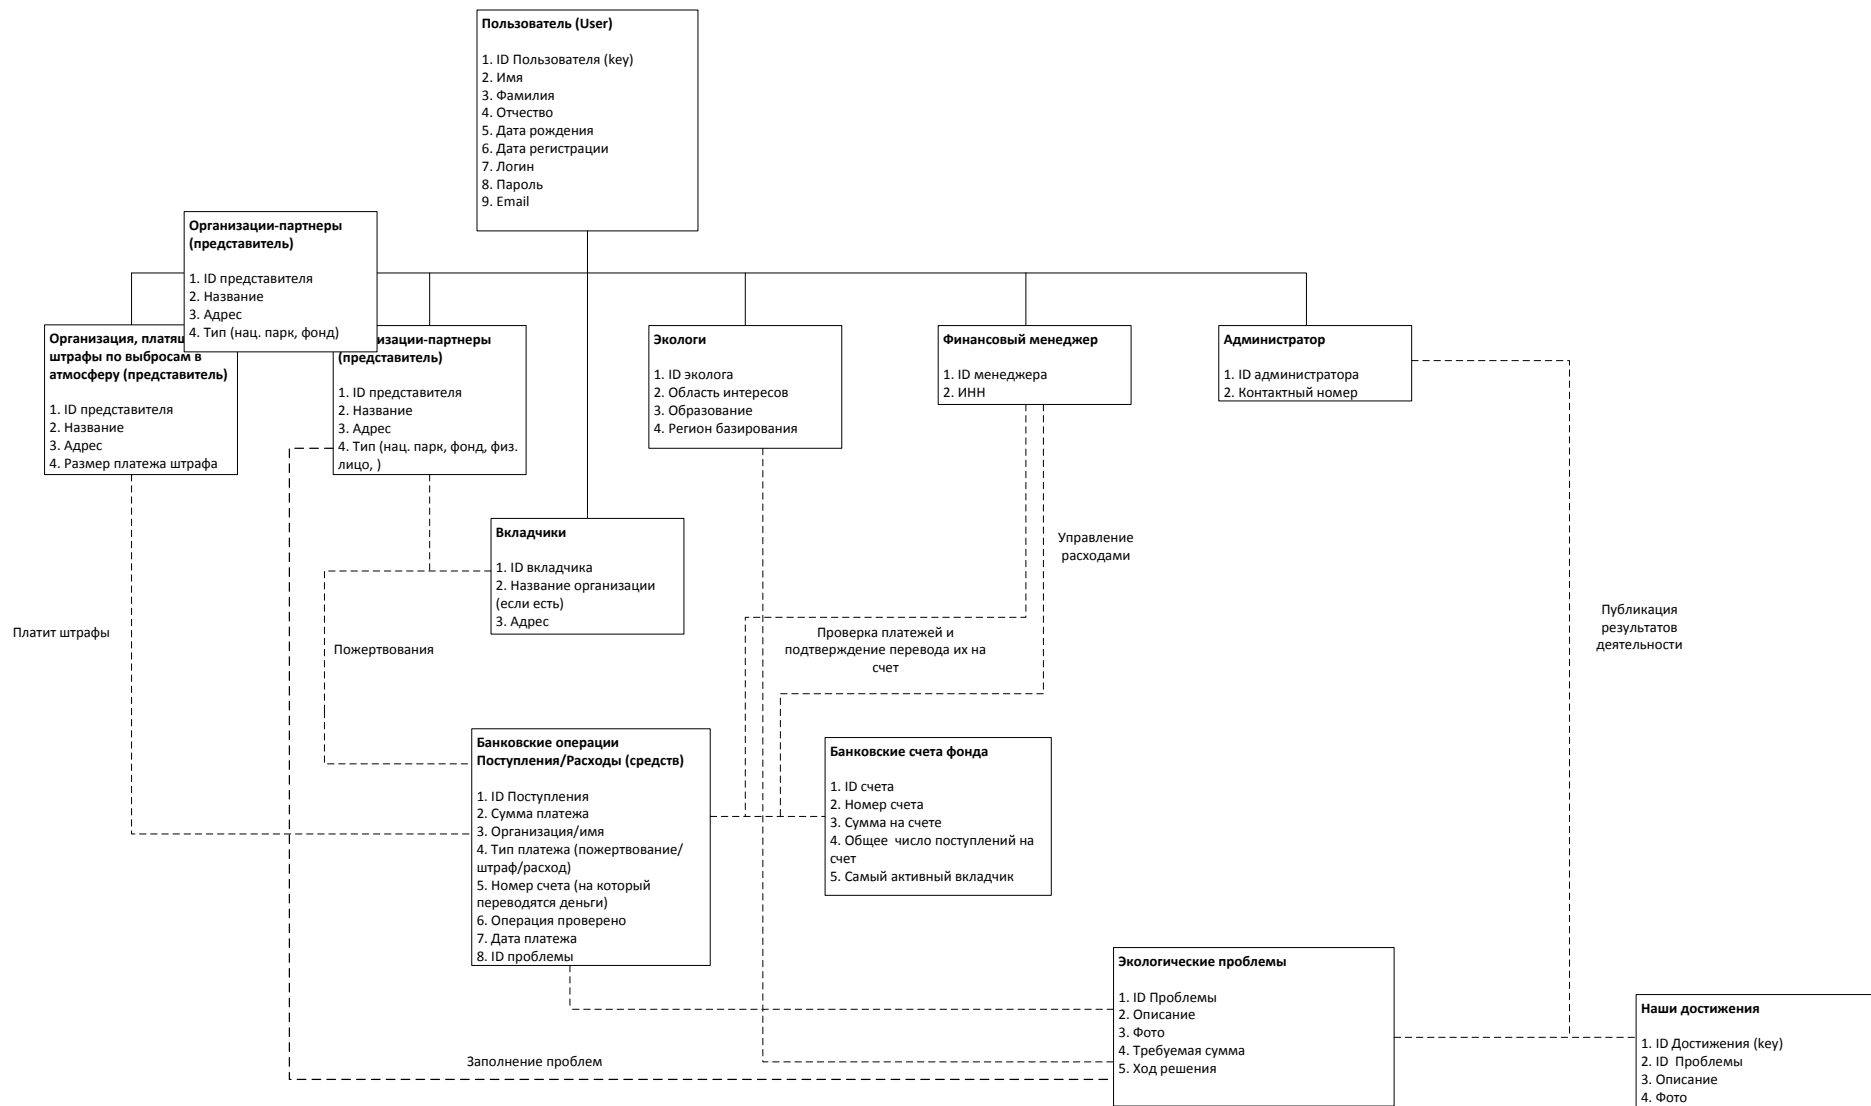 Пользователь (User)
1. ID Пользователя (key)
2. Имя
3. Фамилия
4. Отчество
5. Дата рождения
6. Дата регистрации
7. Логин
8. Пароль
9. Email
Организации-партнеры
(представитель)
1. ID представителя
2. Название
3. Адрес
4. Тип (нац. парк, фонд)
Организация,
штрафы по выбросам в
атмосферу (представитель)
1. ID представителя
2. Название
3. Адрес
4. Размер платежа штрафа
(представитель)
1. ID представителя
2. Название
3. Адрес
4. Тип (нац. парк, фонд, физ.
лицо, )
Экологи
1. ID эколога
2. Область интересов
3. Образование
4. Регион базирования
Финансовый менеджер
1. ID менеджера
2. ИНН
Администратор
1. ID администратора
2. Контактный номер
Вкладчики
1. ID вкладчика
2. Название организации
(если есть)
3. Адрес
Управление
расходами
Платит штрафы
Пожертвования
Проверка платежей и
подтверждение перевода их на
счет
Публикация
результатов
деятельности
Банковские операции
Поступления/Расходы (средств)
1. ID Поступления
2. Сумма платежа
3. Организация/имя
4. Тип платежа (пожертвование/
штраф/расход)
5. Номер счета (на который
переводятся деньги)
6. Операция проверено
7. Дата платежа
8. ID проблемы
Банковские счета фонда
1. ID счета
2. Номер счета
3. Сумма на счете
4. Общее  число поступлений на
счет
5. Самый активный вкладчик
Экологические проблемы
1. ID Проблемы
2. Описание
3. Фото
4. Требуемая сумма
5. Ход решения
Заполнение проблем
Наши достижения
1. ID Достижения (key)
2. ID  Проблемы
3. Описание
4. Фото